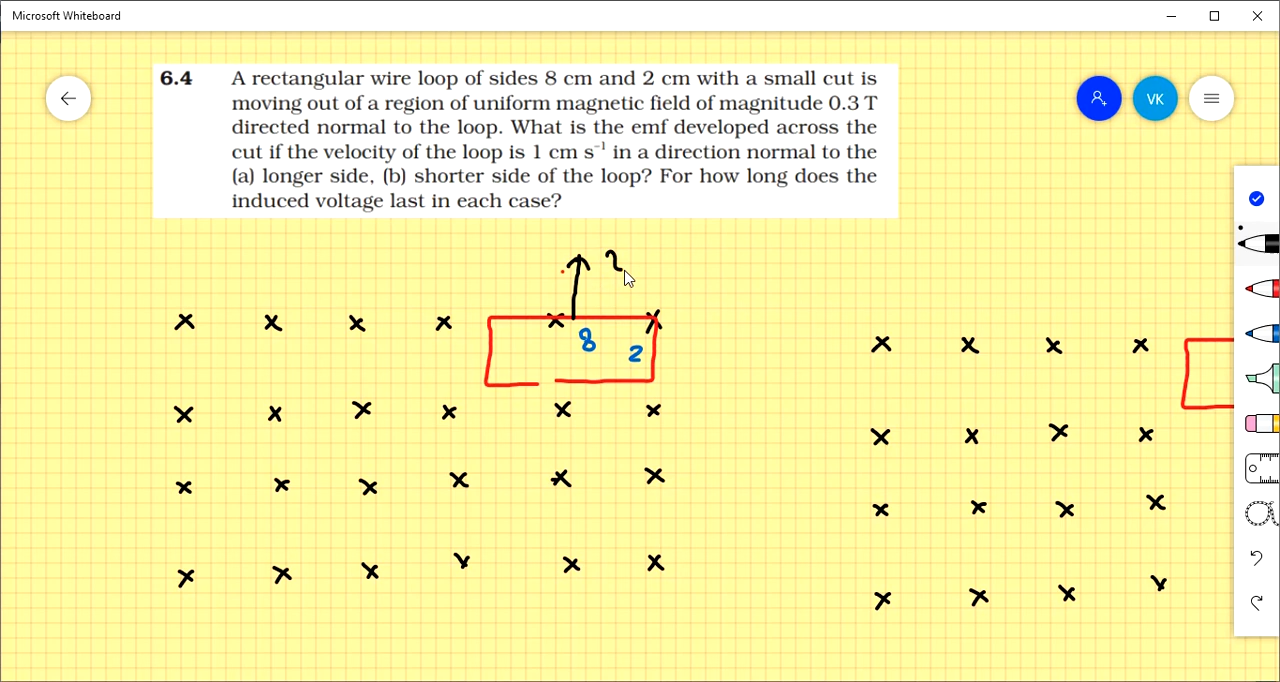 Microsoft Whiteboard
6.4 A rectangular wire loop of sides 8 cm and 2 cm with a small cut is
moving out of a region of uniform magnetic field of magnitude 0.3 T
directed normal to the loop. What is the emf developed across the
cut if the velocity of the loop is 1 cm s⁻¹ in a direction normal to the
(a) longer side, (b) shorter side of the loop? For how long does the
induced voltage last in each case?
VK
8
2
x x x x x x
x x x x x x
x x x x x x
x x x x x x
x x x x
x x x x
x x x x
x x x x